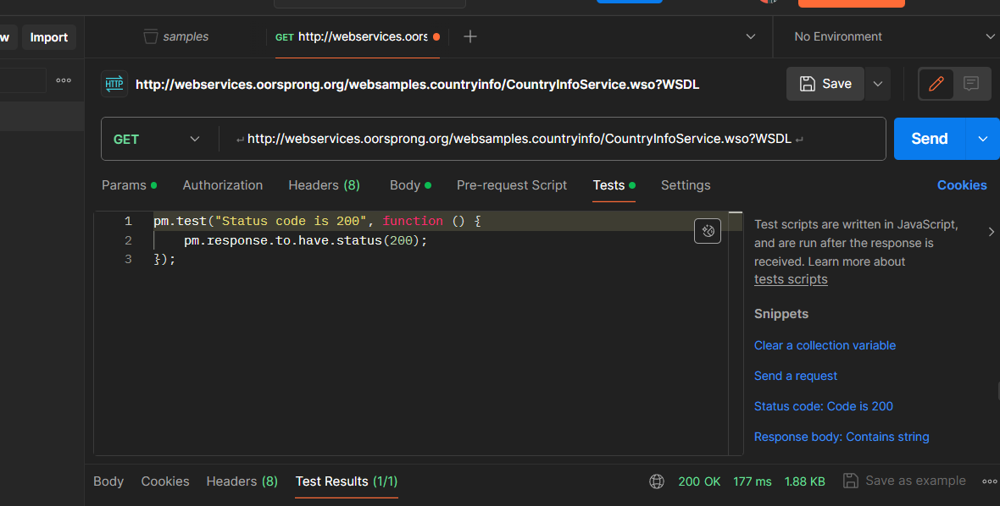 w Import samples GET http://webservices.oors No Environment
HTTP http://webservices.oorsprong.org/websamples.countryinfo/CountryInfoService.wso?WSDL Save
GET ↵ http://webservices.oorsprong.org/websamples.countryinfo/CountryInfoService.wso?WSDL ↵ Send
Params Authorization Headers (8) Body Pre-request Script Tests Settings Cookies
1 pm.test("Status code is 200", function () {
2 pm.response.to.have.status(200);
3 });
Test scripts are written in JavaScript,
and are run after the response is
received. Learn more about
tests scripts
Snippets
Clear a collection variable
Send a request
Status code: Code is 200
Response body: Contains string
Body Cookies Headers (8) Test Results (1/1) 200 OK 177 ms 1.88 KB Save as example